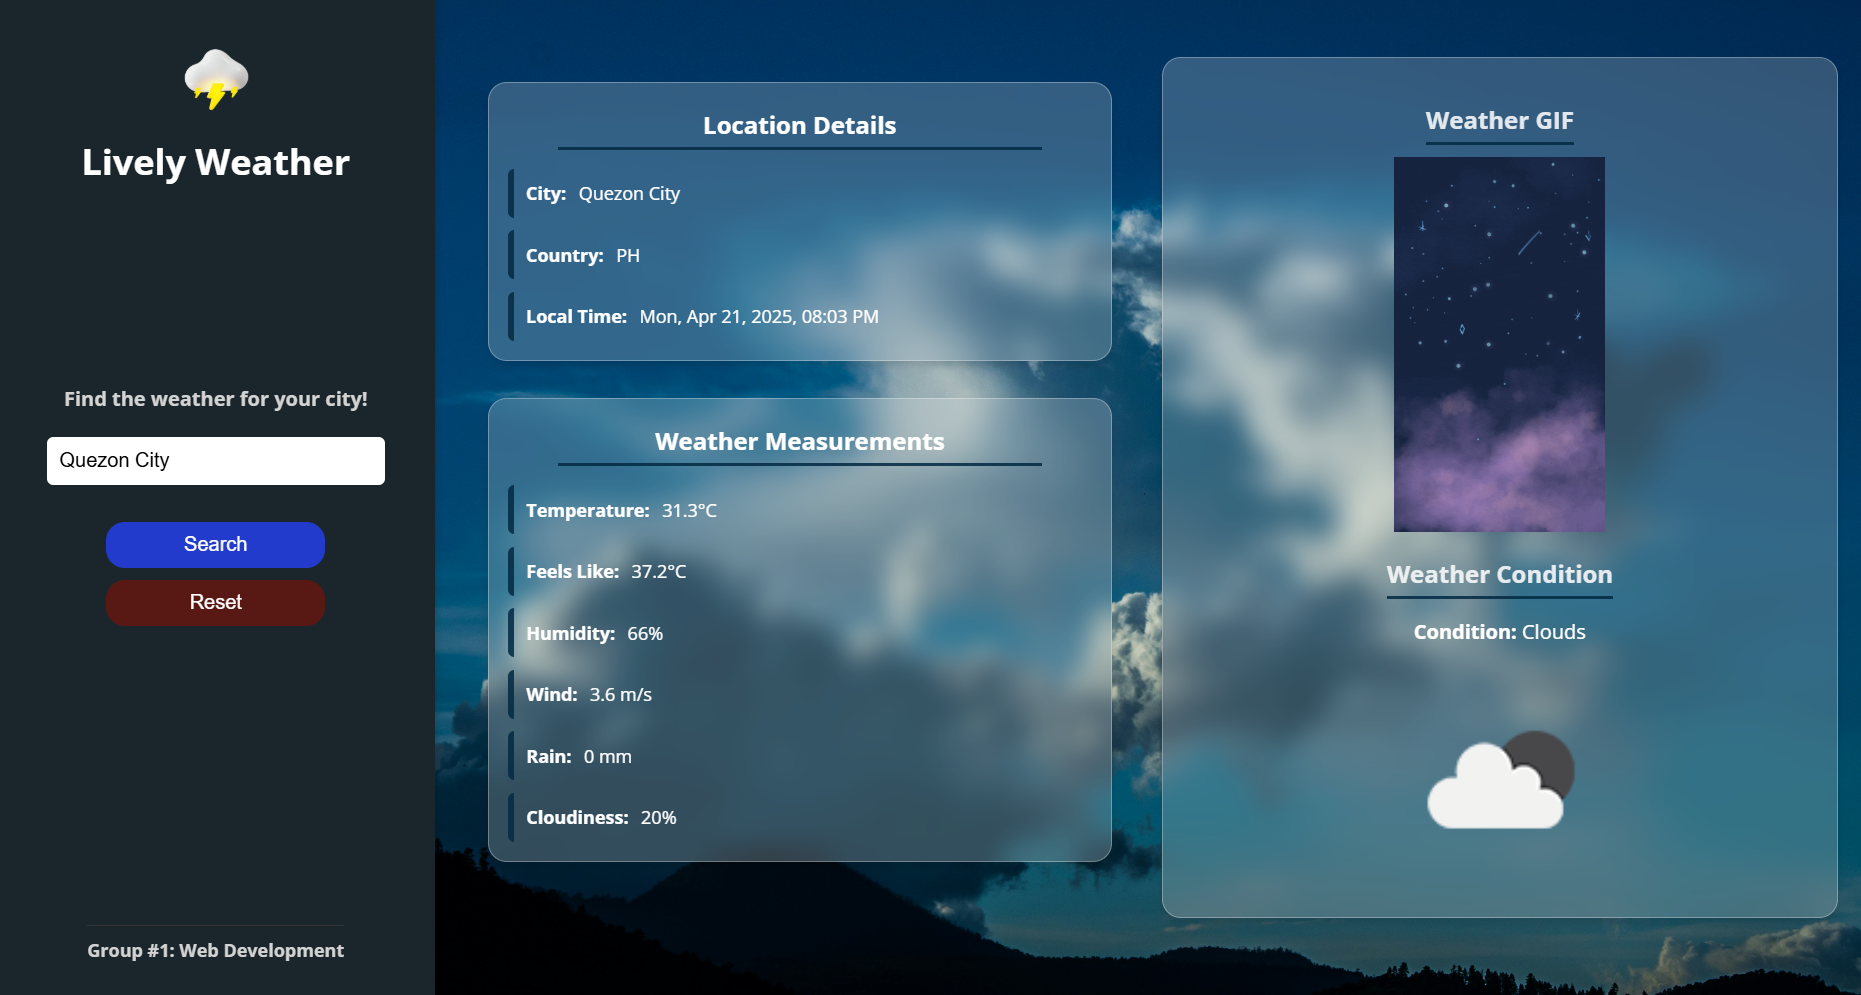 Lively Weather
Find the weather for your city!
Quezon City
Search
Reset
Group #1: Web Development
Location Details
City: Quezon City
Country: PH
Local Time: Mon, Apr 21, 2025, 08:03 PM
Weather Measurements
Temperature: 31.3°C
Feels Like: 37.2°C
Humidity: 66%
Wind: 3.6 m/s
Rain: 0 mm
Cloudiness: 20%
Weather GIF
Weather Condition
Condition: Clouds